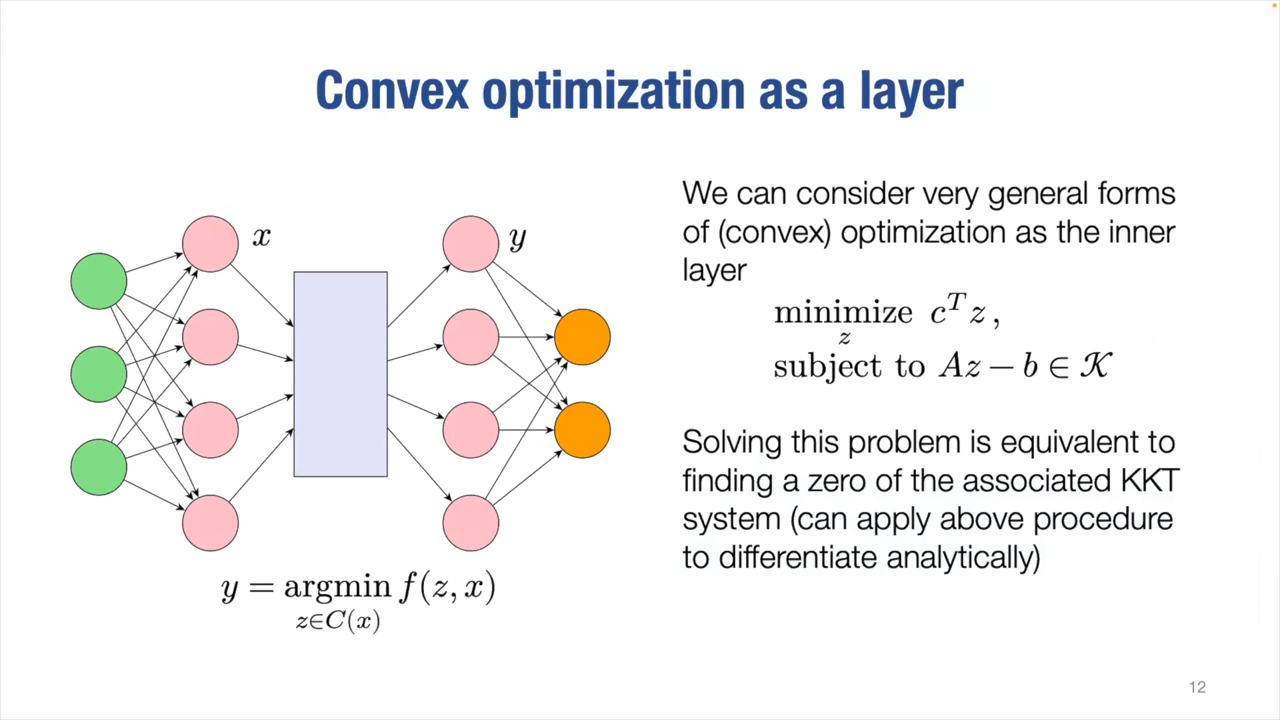 Convex optimization as a layer
x
y
y = argmin f(z, x)
z∈C(x)
We can consider very general forms
of (convex) optimization as the inner
layer
minimize c^T z ,
z
subject to Az − b ∈ 𝒦
Solving this problem is equivalent to
finding a zero of the associated KKT
system (can apply above procedure
to differentiate analytically)
12